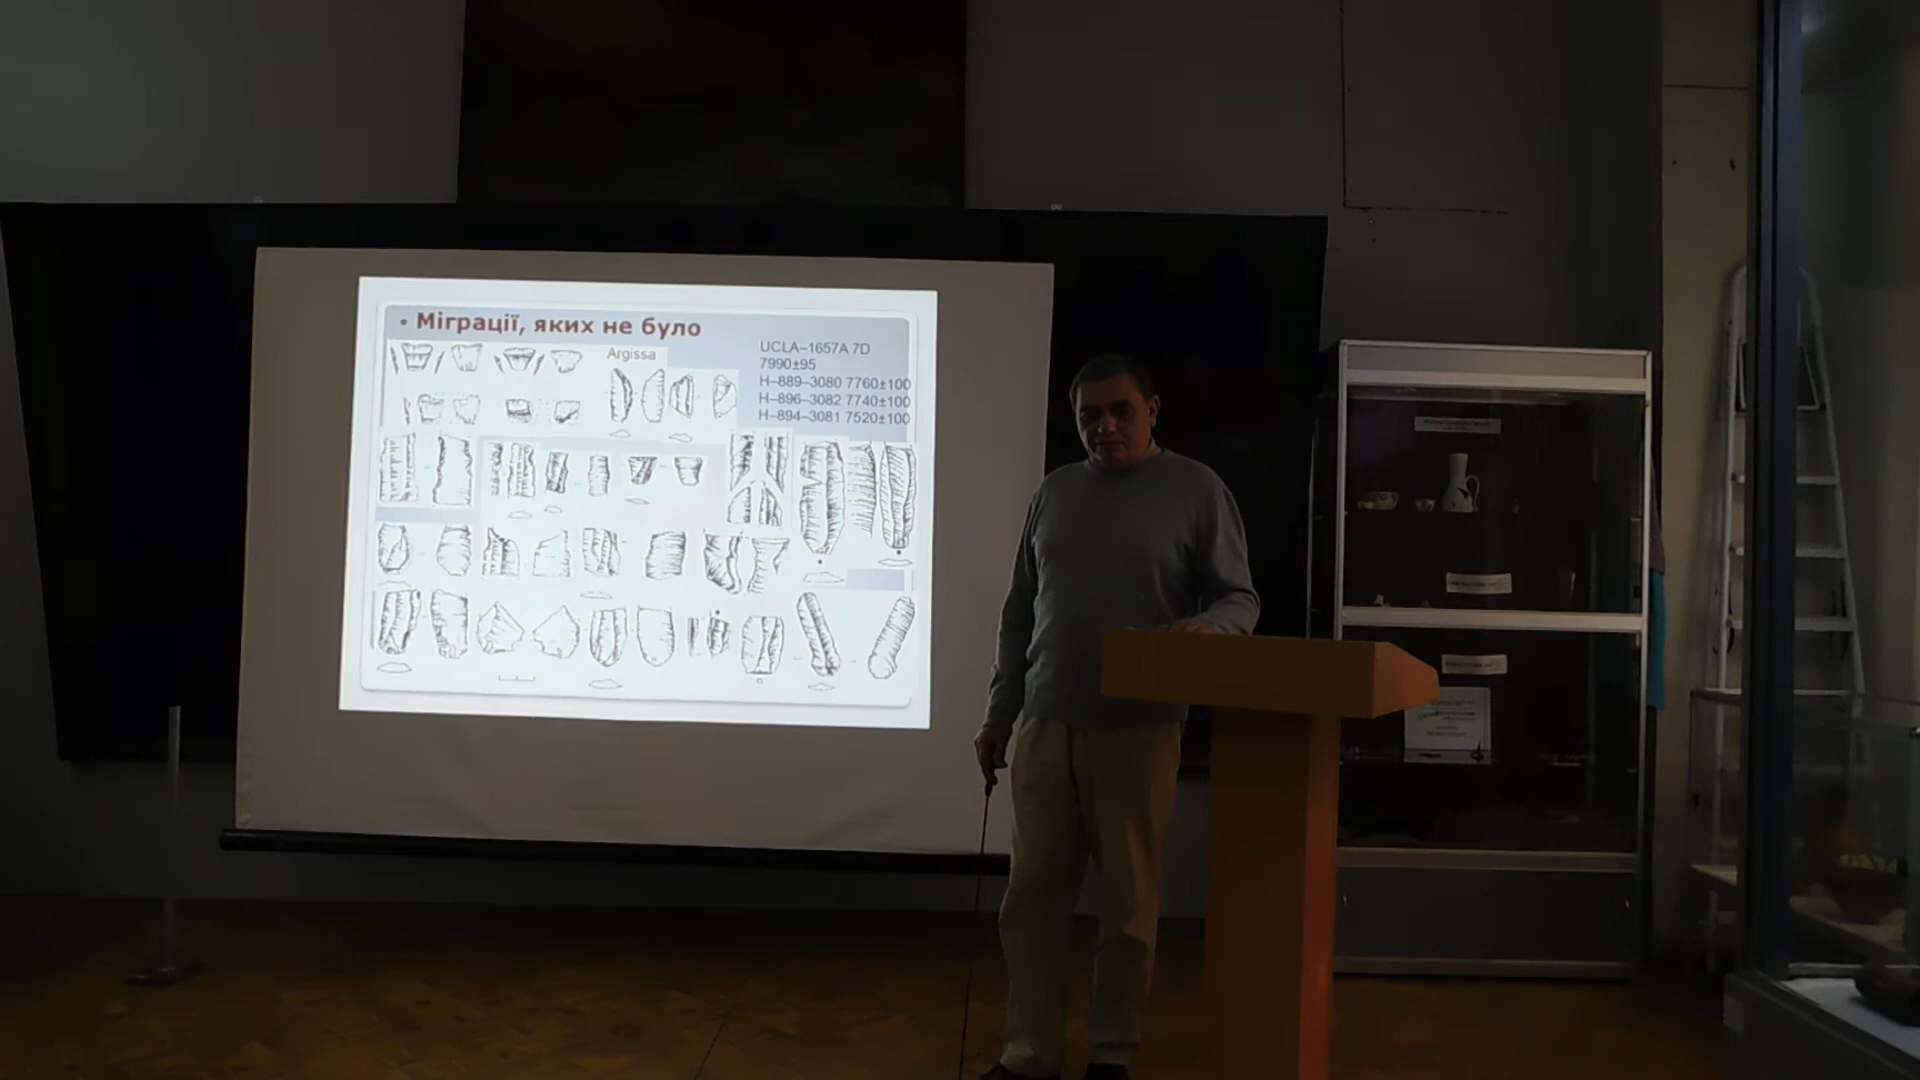 • Міграції, яких не було
Argissa
UCLA–1657A 7D
7990±95
H–889–3080 7760±100
H–896–3082 7740±100
H–894–3081 7520±100